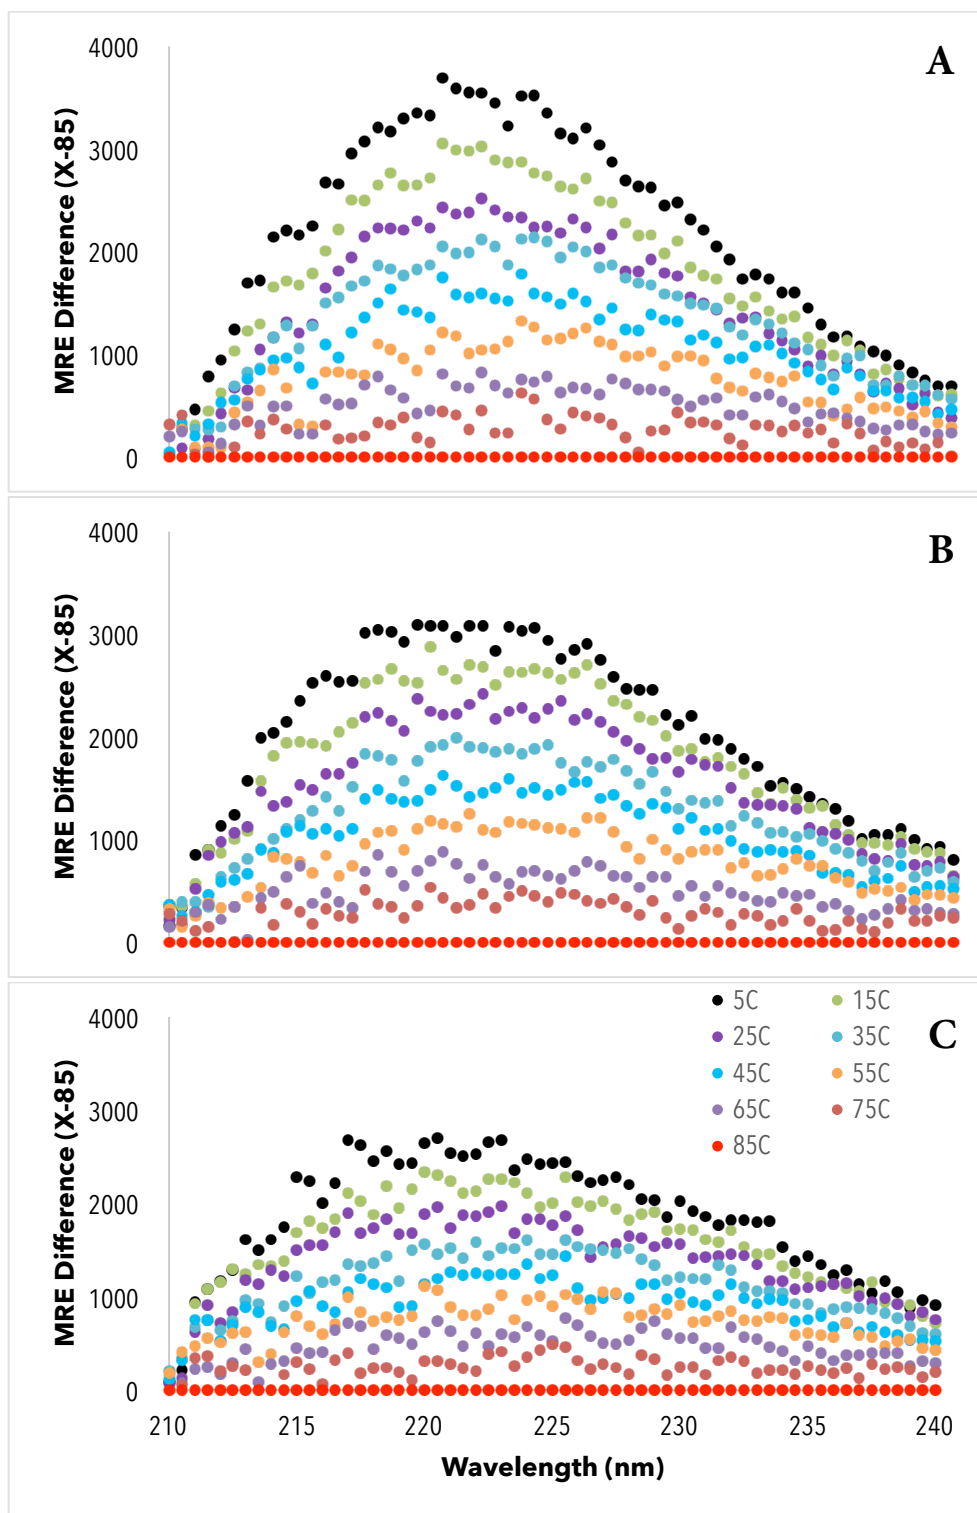 A
4000
3000
2000
1000
0
MRE Difference (X-85)
B
4000
3000
2000
1000
0
MRE Difference (X-85)
C
5C 15C
25C 35C
45C 55C
65C 75C
85C
4000
3000
2000
1000
0
MRE Difference (X-85)
210 215 220 225 230 235 240
Wavelength (nm)